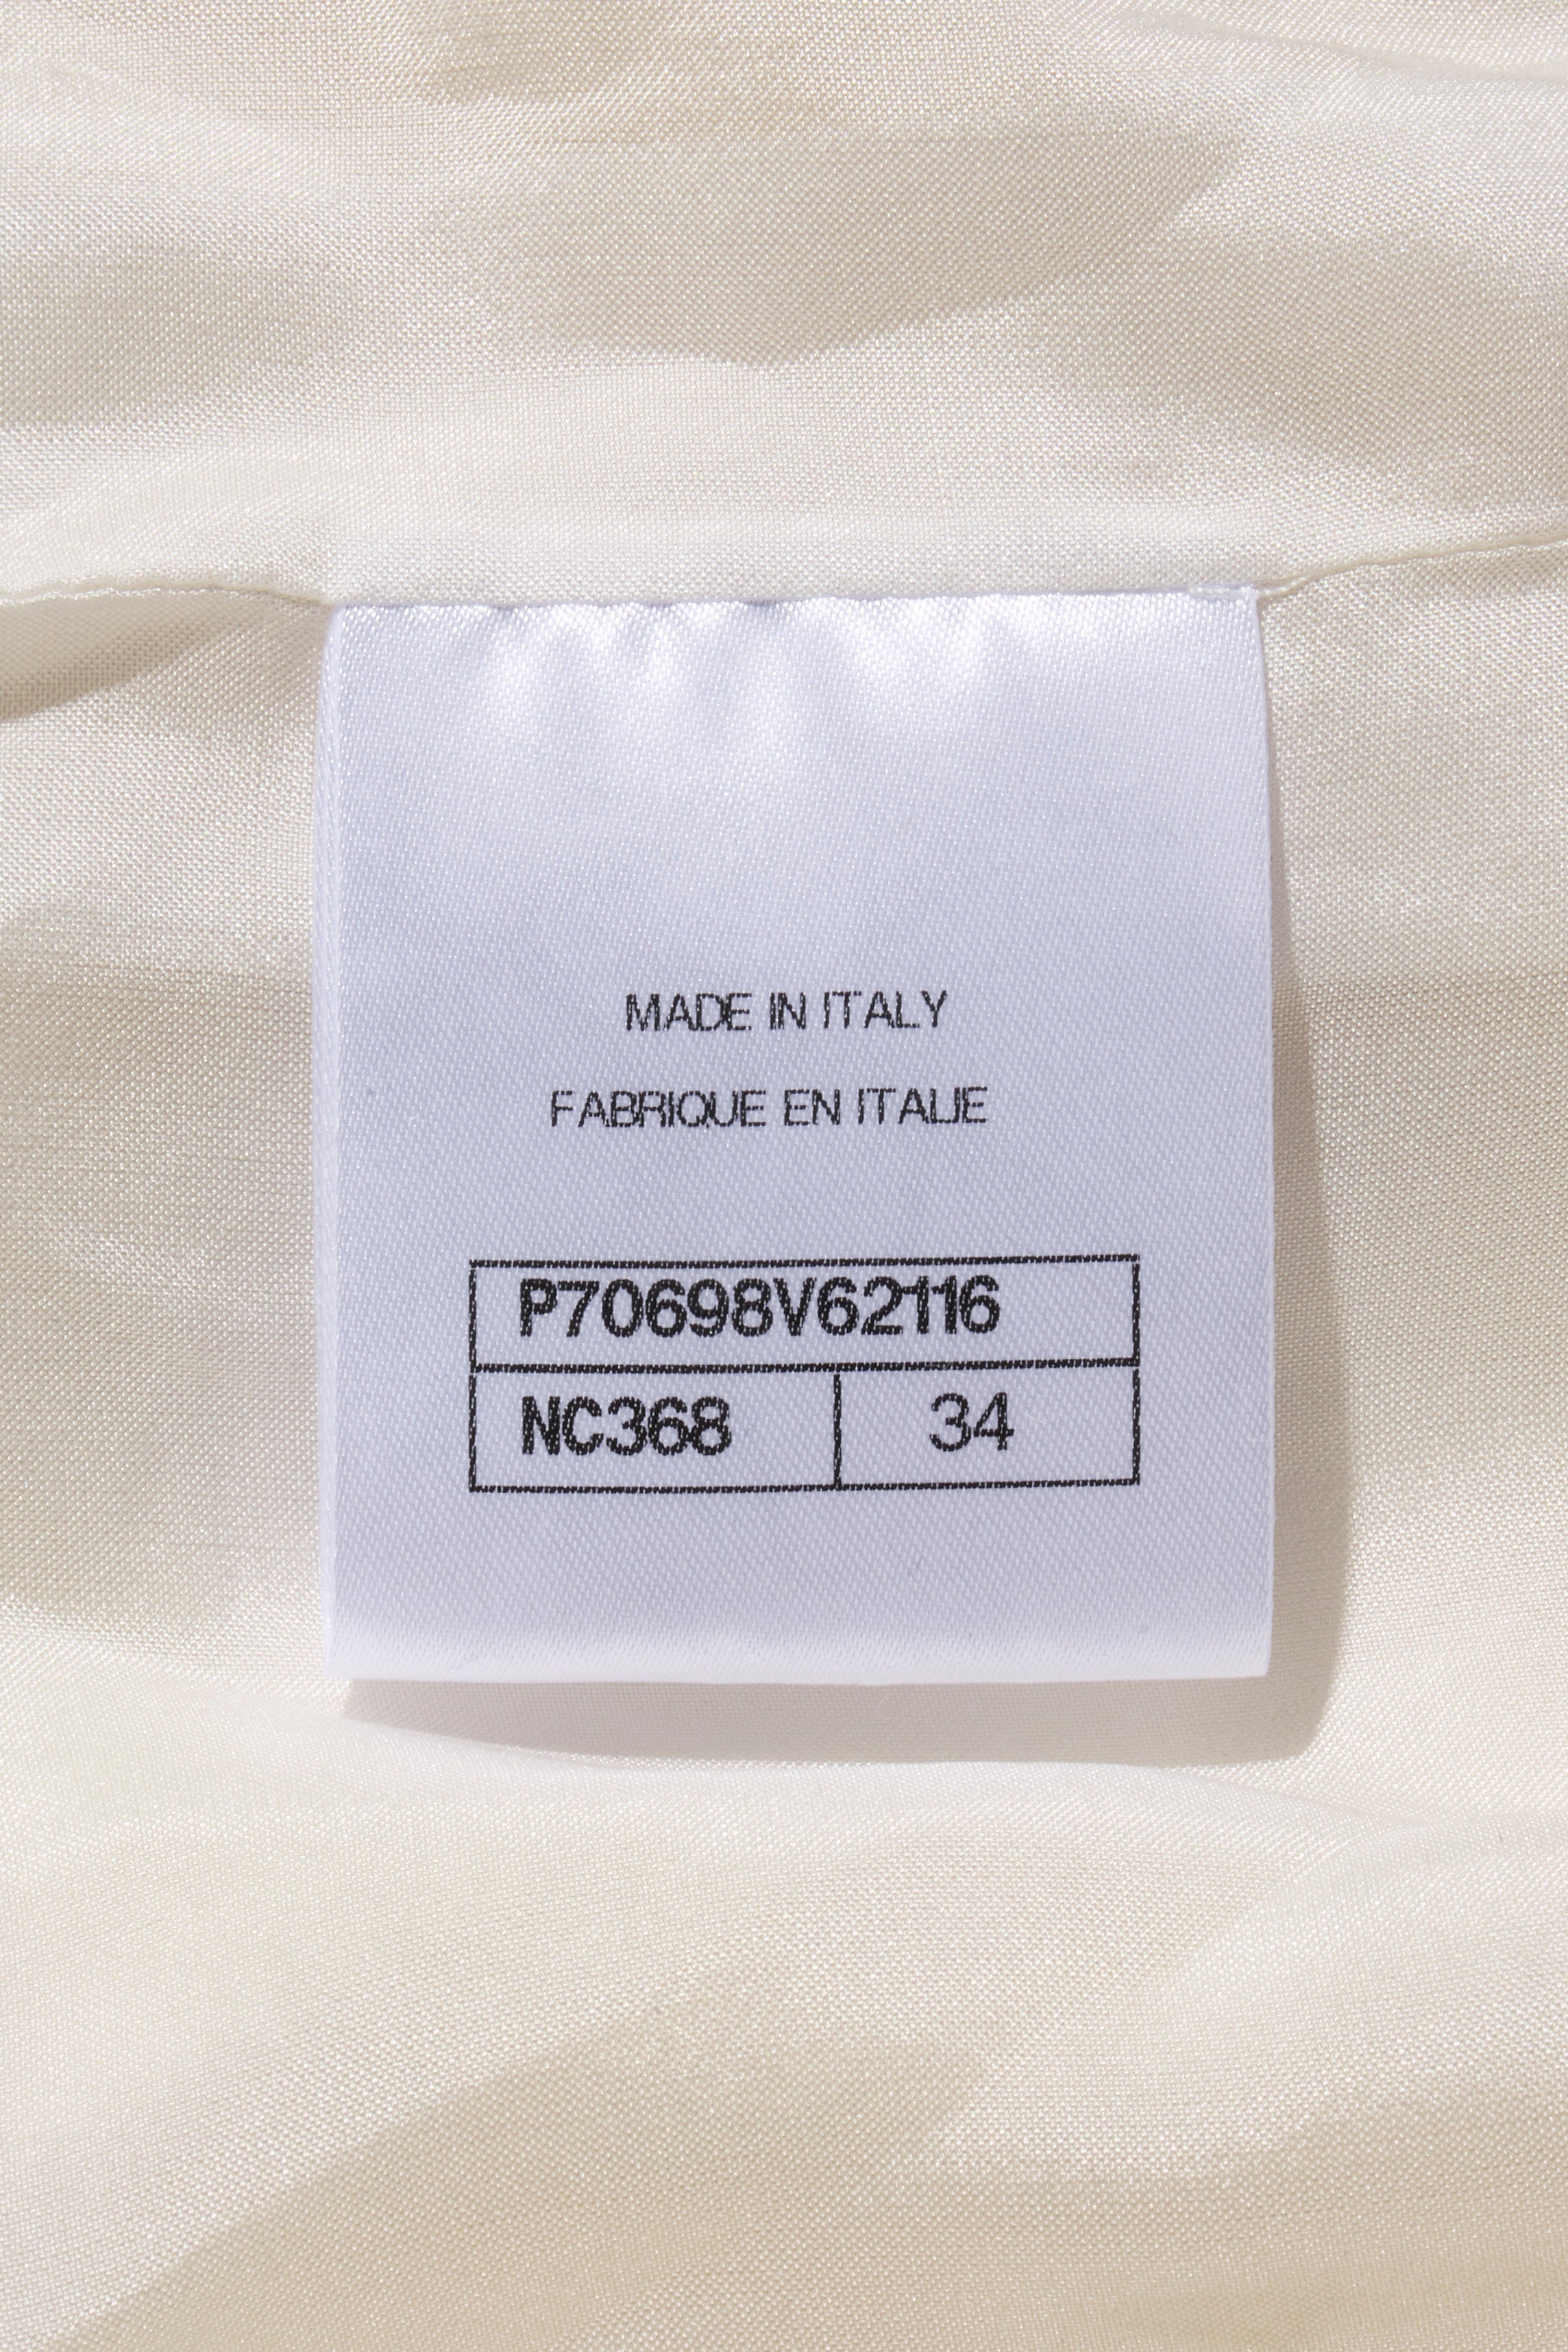 MADE IN ITALY
FABRIQUE EN ITALIE
P70698V62116
NC368 34